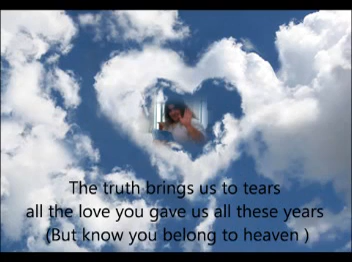 The truth brings us to tears
all the love you gave us all these years
(But know you belong to heaven )